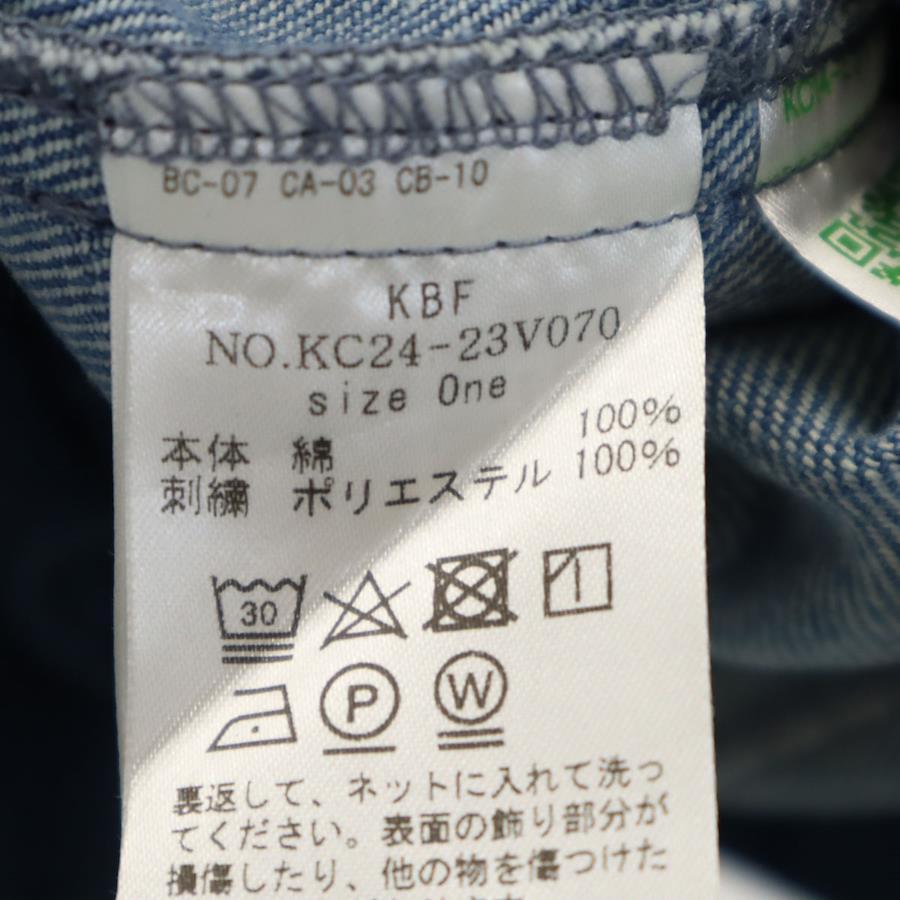 BC-07 CA-03 CB-10
KBF
NO.KC24-23V070
size One
本体 綿 100%
刺繍 ポリエステル 100%
30
P W
裏返して、ネットに入れて洗っ
てください。表面の飾り部分が
損傷したり、他の物を傷つけた